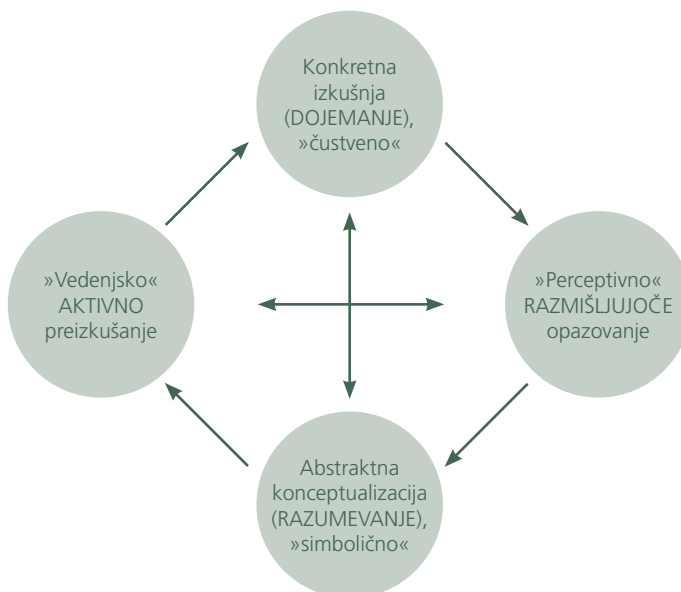 Konkretna
izkušnja
(DOJEMANJE),
»čustveno«
»Vedenjsko«
AKTIVNO
preizkušanje
»Perceptivno«
RAZMIŠLJUJOČE
opazovanje
Abstraktna
konceptualizacija
(RAZUMEVANJE),
»simbolično«